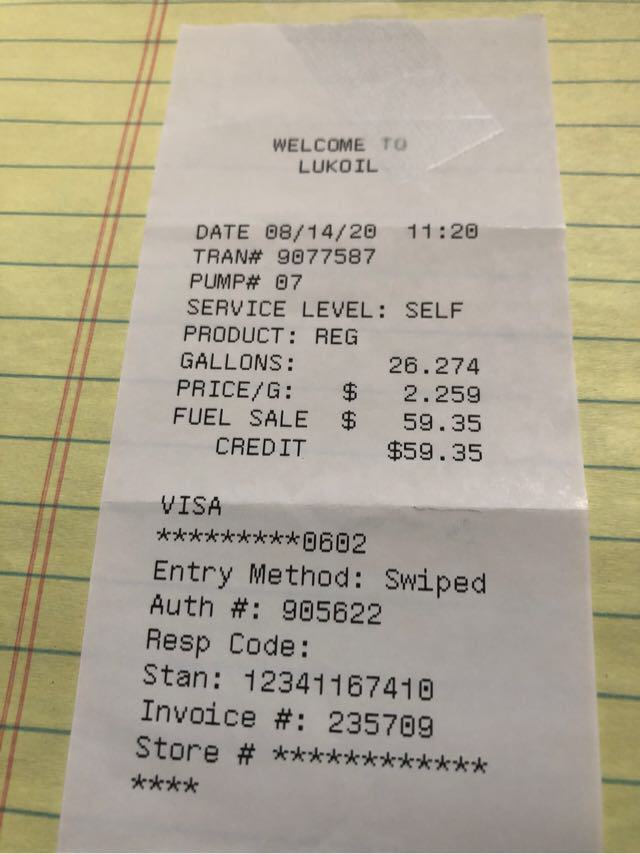 WELCOME TO
LUKOIL
DATE 08/14/20 11:20
TRAN# 9077587
PUMP# 07
SERVICE LEVEL: SELF
PRODUCT: REG
GALLONS: 26.274
PRICE/G: $ 2.259
FUEL SALE $ 59.35
CREDIT $59.35
VISA
*********0602
Entry Method: Swiped
Auth #: 905622
Resp Code:
Stan: 12341167410
Invoice #: 235709
Store # ************
****